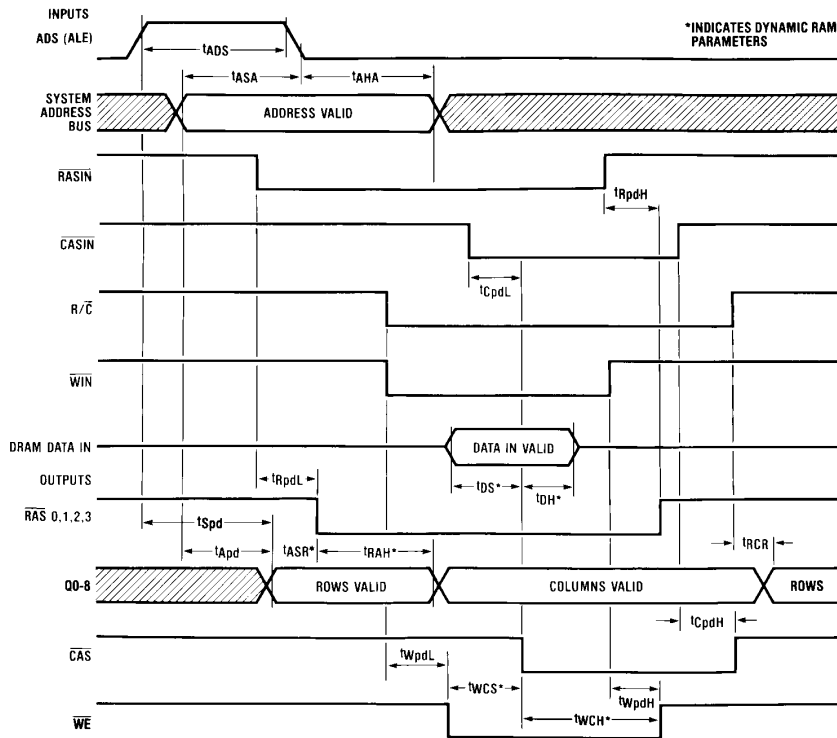 INPUTS
ADS (ALE)
*INDICATES DYNAMIC RAM
PARAMETERS
tADS
tASA
tAHA
SYSTEM
ADDRESS
BUS
ADDRESS VALID
RASIN
tRpdH
CASIN
tCpdL
R/C
WIN
DRAM DATA IN
DATA IN VALID
OUTPUTS
tRpdL
tDS*
tDH*
RAS 0,1,2,3
tSpd
tApd
tASR*
tRAH*
tRCR
Q0-8
ROWS VALID
COLUMNS VALID
ROWS
tCpdH
CAS
tWpdL
tWCS*
tWpdH
tWCH*
WE